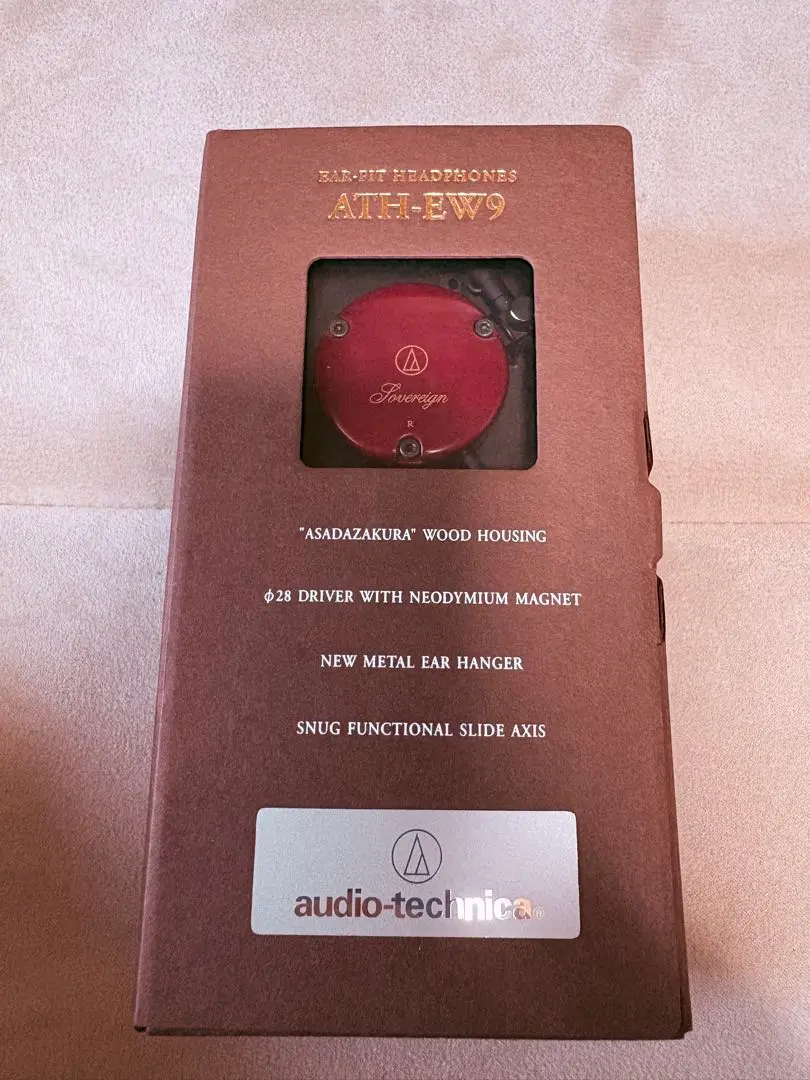 EAR-FIT HEADPHONES
ATH-EW9
Sovereign
R
"ASADAZAKURA" WOOD HOUSING
ϕ28 DRIVER WITH NEODYMIUM MAGNET
NEW METAL EAR HANGER
SNUG FUNCTIONAL SLIDE AXIS
audio-technica®